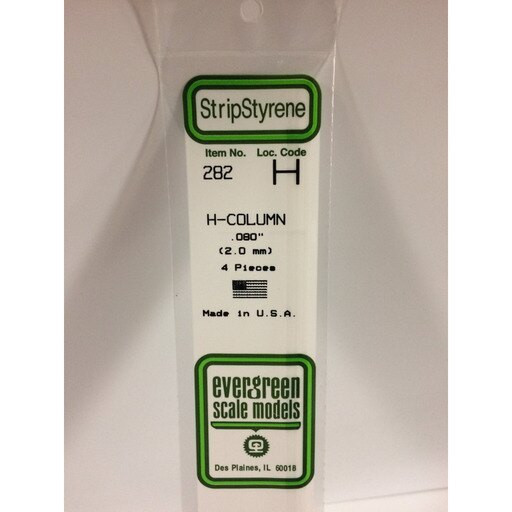 StripStyrene
Item No. Loc. Code
282 H
H-COLUMN
.080"
(2.0 mm)
4 Pieces
Made in U.S.A.
evergreen
scale models
Des Plaines, IL 60018